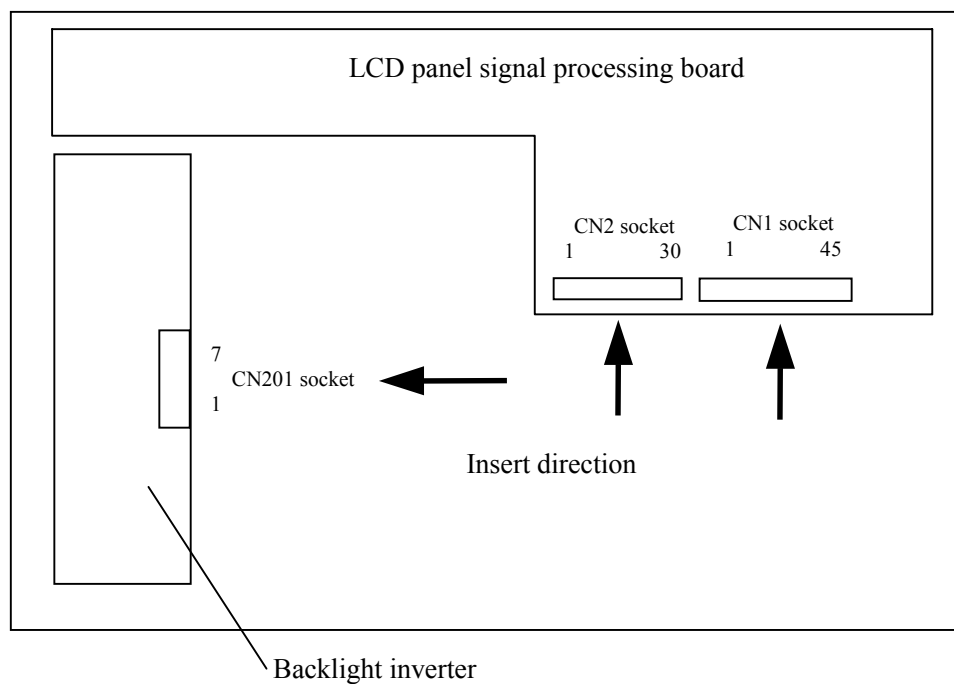 LCD panel signal processing board
CN2 socket
1 30
CN1 socket
1 45
7
CN201 socket
1
Insert direction
Backlight inverter